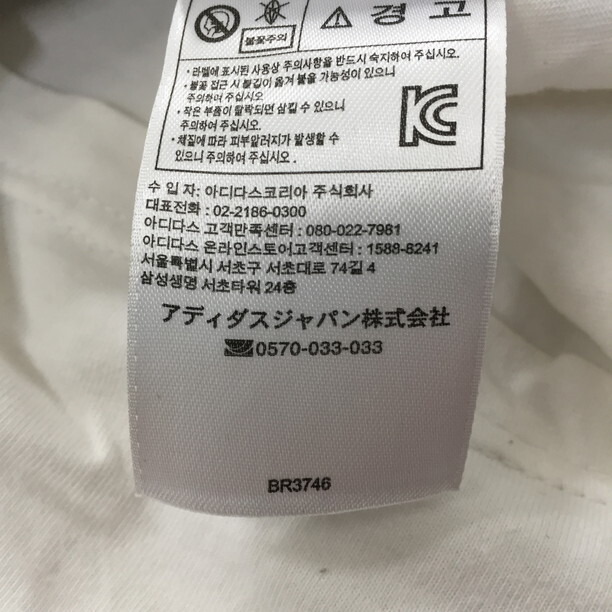 ⚠ 경 고
불꽃주의
• 라벨에 표시된 사용상 주의사항을 반드시 숙지하여 주십시오.
• 불꽃 접근 시 불길이 옮겨 붙을 가능성이 있으니
주의하여 주십시오.
• 작은 부품이 탈락되면 삼킬 수 있으니
주의하여 주십시오.
• 체질에 따라 피부알러지가 발생할 수
있으니 주의하여 주십시오.
KC
수 입 자: 아디다스코리아 주식회사
대표전화 : 02-2186-0300
아디다스 고객만족센터 : 080-022-7981
아디다스 온라인스토어고객센터 : 1588-8241
서울특별시 서초구 서초대로 74길 4
삼성생명 서초타워 24층
アディダスジャパン株式会社
0570-033-033
BR3746